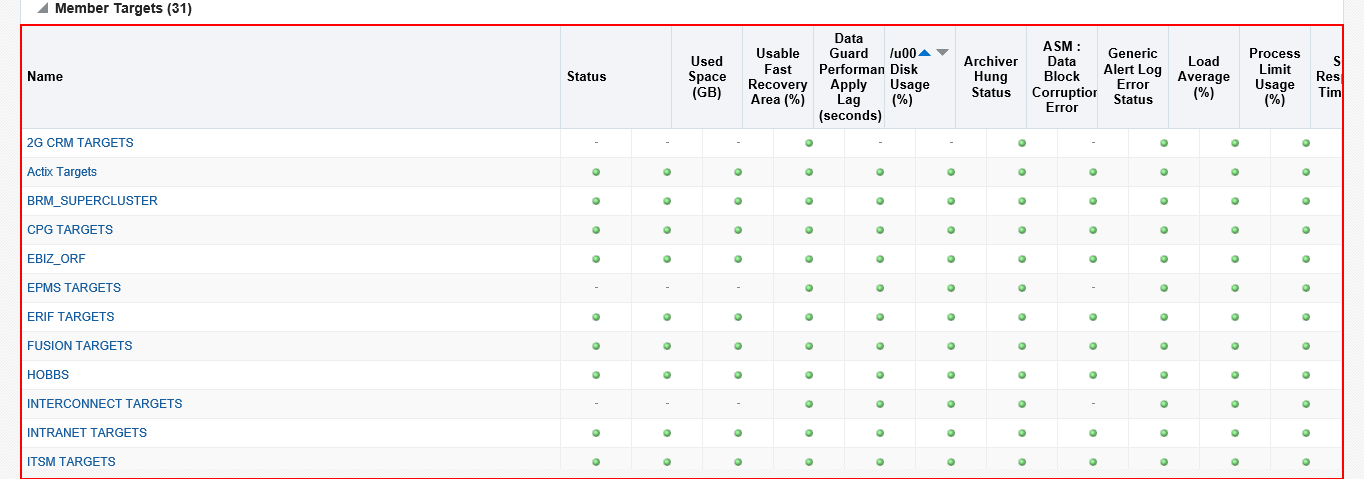 Member Targets (31)
Name
Status
Used
Space
(GB)
Usable
Fast
Recovery
Area (%)
Data
Guard
Performan
Apply
Lag
(seconds)
/u00
Disk
Usage
(%)
Archiver
Hung
Status
ASM :
Data
Block
Corruption
Error
Generic
Alert Log
Error
Status
Load
Average
(%)
Process
Limit
Usage
(%)
S
Res
Tim
2G CRM TARGETS - - - - - -
Actix Targets
BRM_SUPERCLUSTER
CPG TARGETS
EBIZ_ORF
EPMS TARGETS - - - -
ERIF TARGETS
FUSION TARGETS
HOBBS
INTERCONNECT TARGETS - - - -
INTRANET TARGETS
ITSM TARGETS